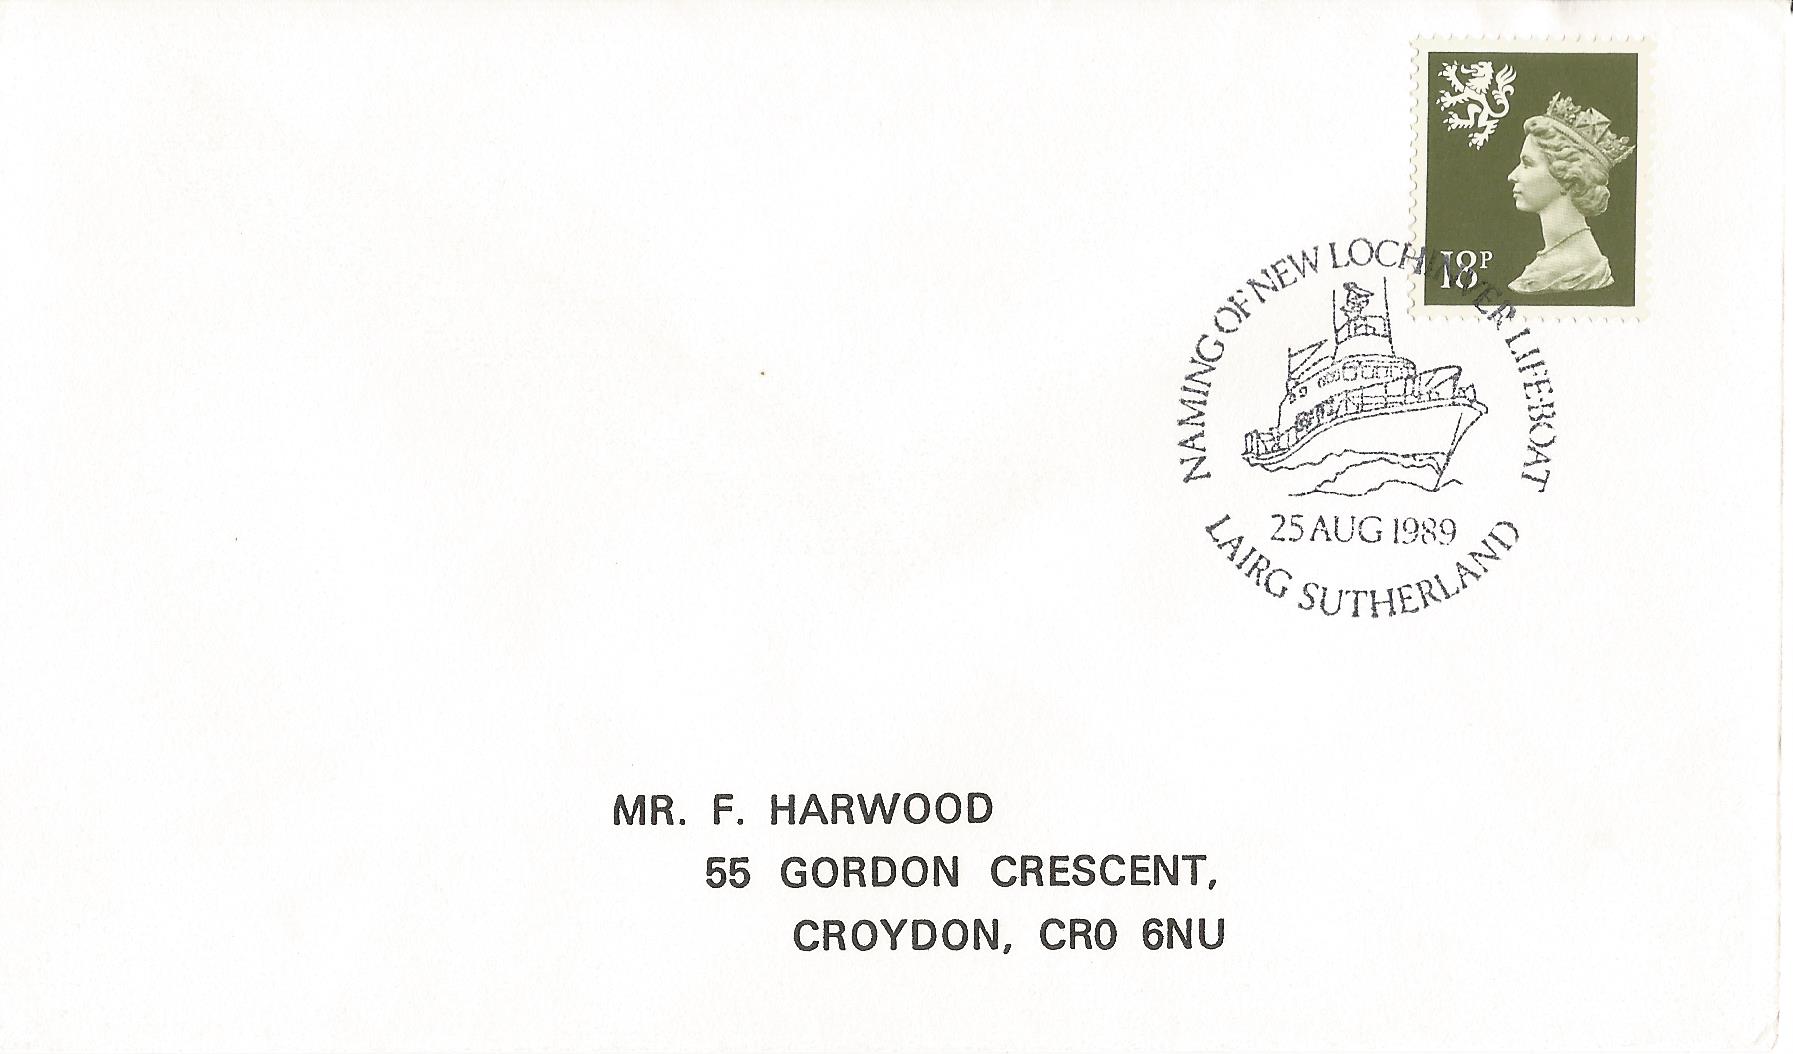 18P
NAMING OF NEW LOCHINVER LIFEBOAT
25 AUG 1989
LAIRG SUTHERLAND
MR. F. HARWOOD
55 GORDON CRESCENT,
CROYDON, CR0 6NU